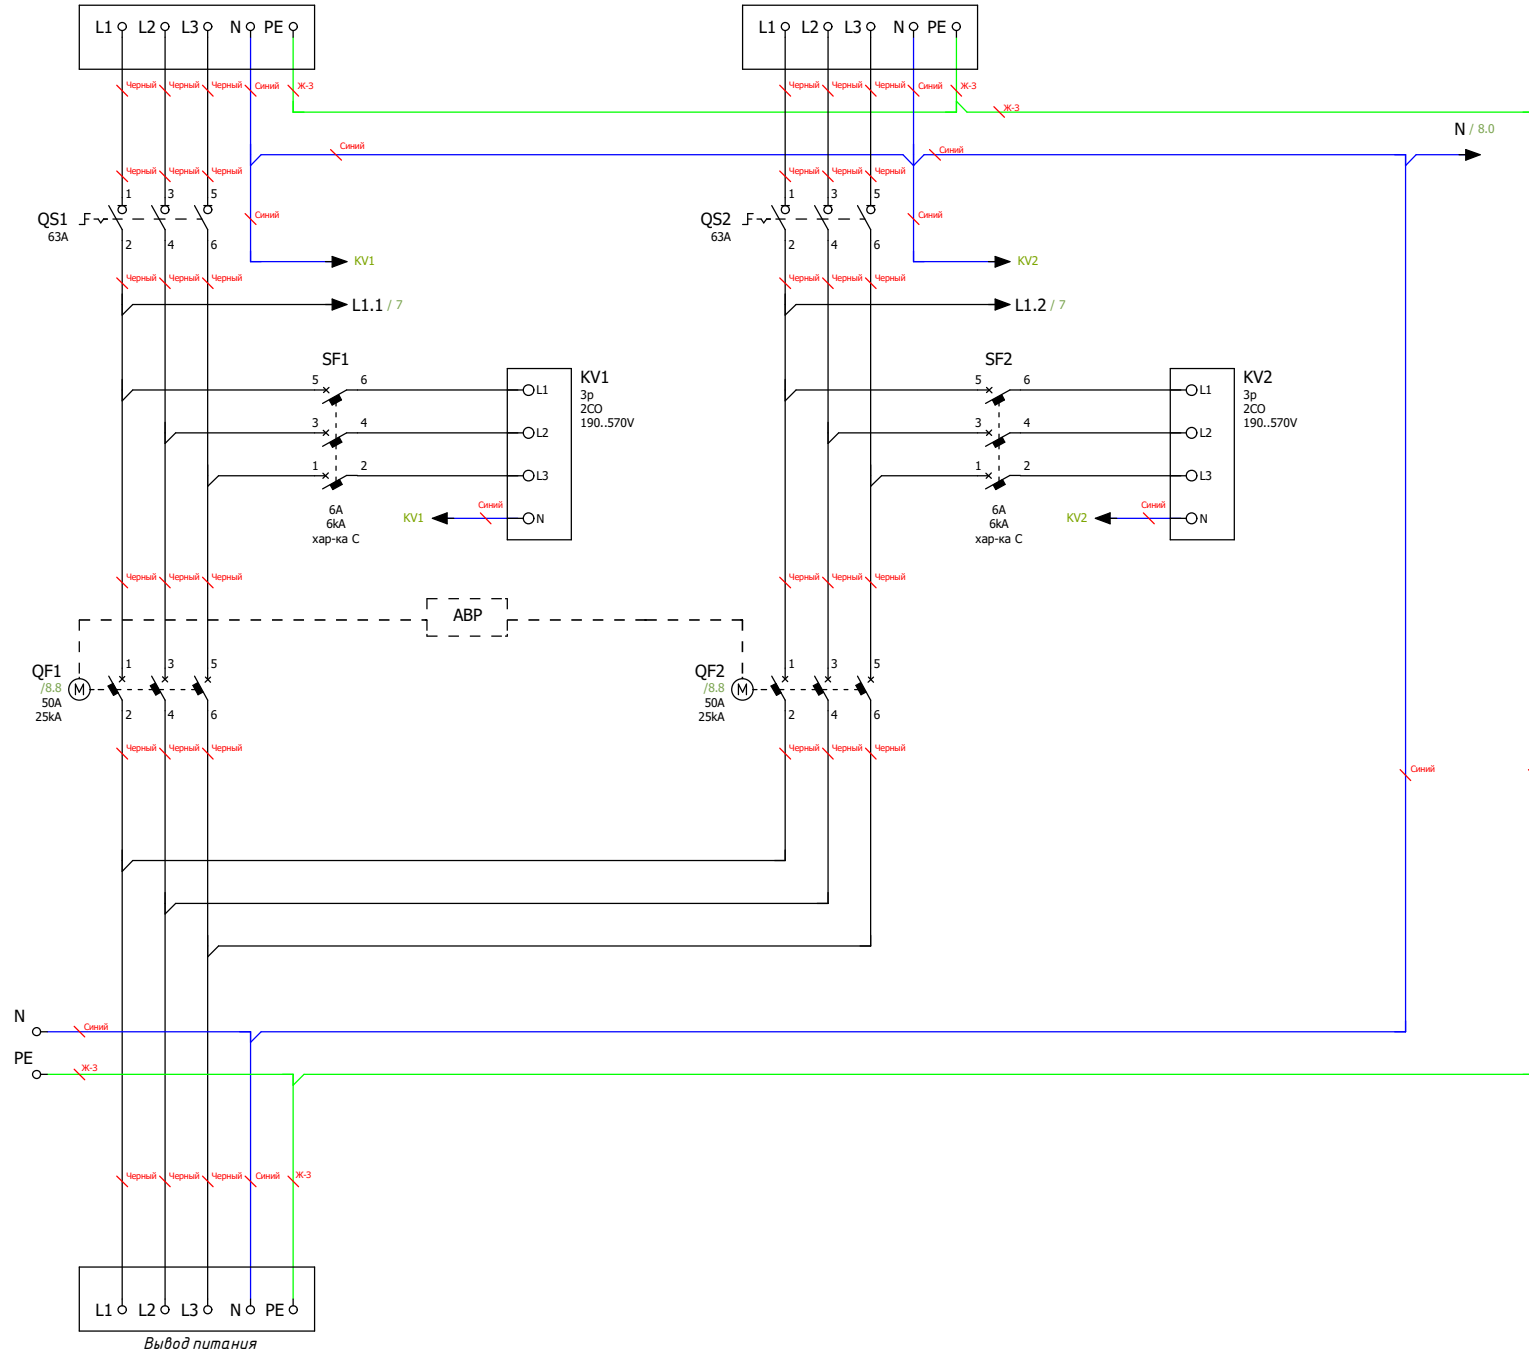 L1 L2 L3 N PE L1 L2 L3 N PE
Черный Черный Черный Синий Ж-З Черный Черный Черный Синий Ж-З
Ж-З
N / 8.0
Синий Синий
Черный Черный Черный Черный Черный Черный
1 3 5 1 3 5
QS1 Синий QS2 Синий
63A 63A
2 4 6 2 4 6
KV1 KV2
Черный Черный Черный Черный Черный Черный
L1.1 / 7 L1.2 / 7
SF1 SF2
5 6 L1 KV1 5 6 L1 KV2
3p 3p
2CO 2CO
190..570V 190..570V
3 4 L2 3 4 L2
1 2 L3 1 2 L3
KV1 Синий N KV2 Синий N
6A 6A
6kA 6kA
хар-ка C хар-ка C
Черный Черный Черный Черный Черный Черный
АВР
1 3 5 1 3 5
QF1 QF2
/8.8 M /8.8 M
50A 50A
25kA 25kA
2 4 6 2 4 6
Черный Черный Черный Черный Черный Черный
Синий
N
Синий
PE
Ж-З
Черный Черный Черный Синий Ж-З
L1 L2 L3 N PE
Вывод питания